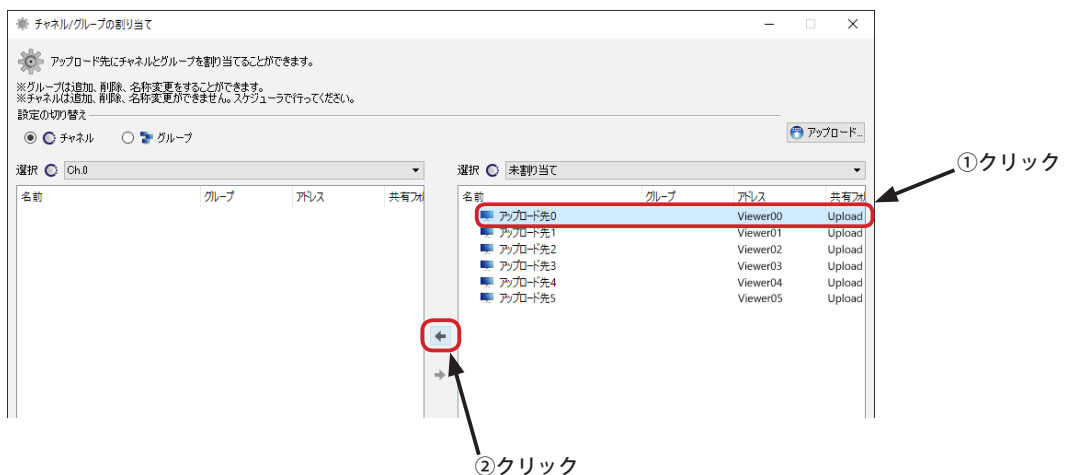 チャネル/グループの割り当て
アップロード先にチャネルとグループを割り当てることができます。
※グループは追加、削除、名称変更をすることができます。
※チャネルは追加、削除、名称変更ができません。スケジューラで行ってください。
設定の切り替え
チャネル グループ
アップロード...
選択 Ch.0
選択 未割り当て
①クリック
名前 グループ アドレス 共有フォル
名前 グループ アドレス 共有フォル
アップロード先0 Viewer00 Upload
アップロード先1 Viewer01 Upload
アップロード先2 Viewer02 Upload
アップロード先3 Viewer03 Upload
アップロード先4 Viewer04 Upload
アップロード先5 Viewer05 Upload
②クリック